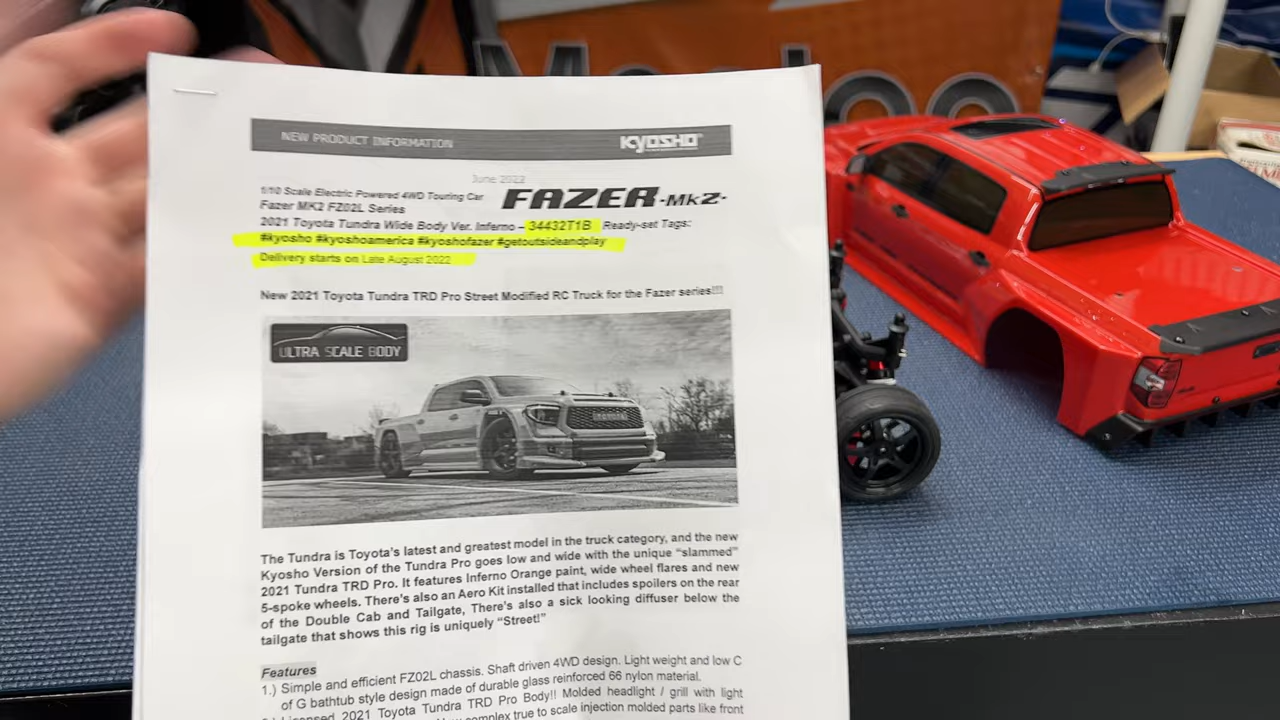 NEW PRODUCT INFORMATION KYOSHO
June 2022
1/10 Scale Electric Powered 4WD Touring Car
FAZER -Mk2-
Fazer MK2 FZ02L Series
2021 Toyota Tundra Wide Body Ver. Inferno – 34432T1B Ready-set Tags:
#kyosho #kyoshoamerica #kyoshofazer #getoutsideandplay
Delivery starts on Late August 2022
New 2021 Toyota Tundra TRD Pro Street Modified RC Truck for the Fazer series!!!
ULTRA SCALE BODY
The Tundra is Toyota's latest and greatest model in the truck category, and the new
Kyosho Version of the Tundra Pro goes low and wide with the unique “slammed”
2021 Tundra TRD Pro. It features Inferno Orange paint, wide wheel flares and new
5-spoke wheels. There's also an Aero Kit installed that includes spoilers on the rear
of the Double Cab and Tailgate, There's also a sick looking diffuser below the
tailgate that shows this rig is uniquely “Street!”
Features
1.) Simple and efficient FZ02L chassis. Shaft driven 4WD design. Light weight and low C
of G bathtub style design made of durable glass reinforced 66 nylon material.
Licensed 2021 Toyota Tundra TRD Pro Body!! Molded headlight / grill with light
complex true to scale injection molded parts like front